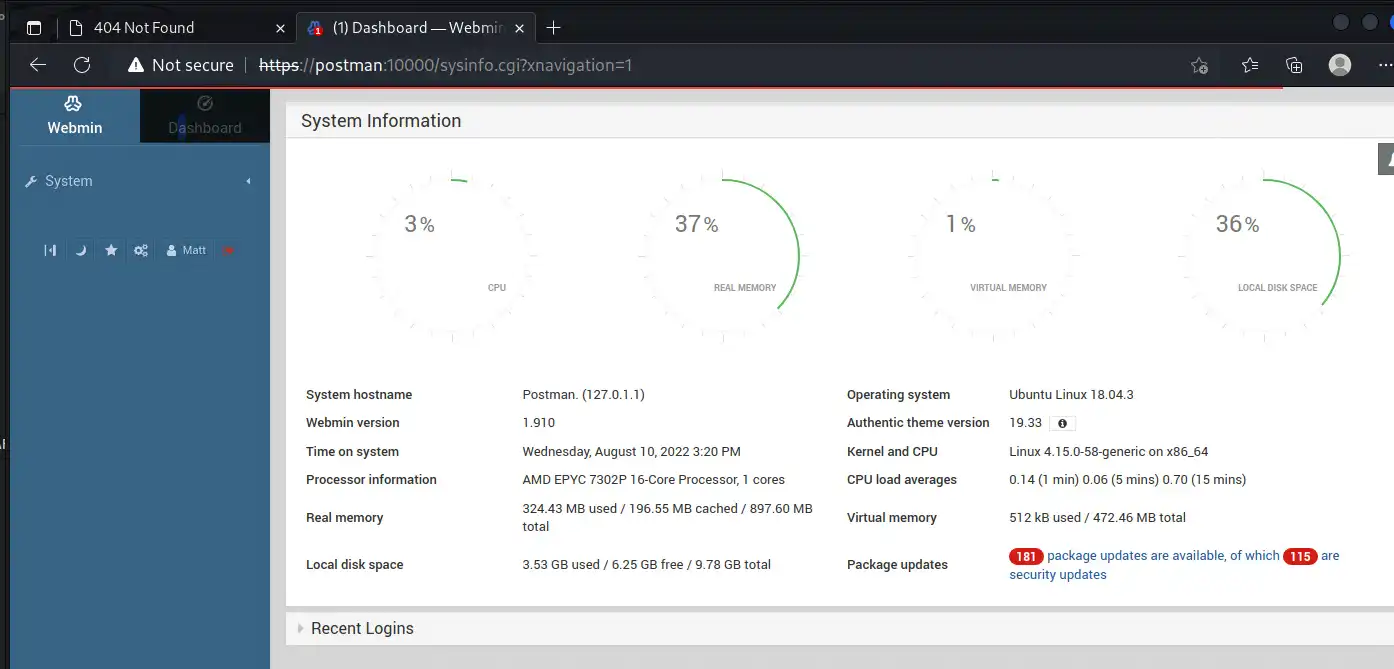 404 Not Found
(1) Dashboard — Webmin
Not secure https://postman:10000/sysinfo.cgi?xnavigation=1
Webmin
Dashboard
System
Matt
System Information
3%
CPU
37%
REAL MEMORY
1%
VIRTUAL MEMORY
36%
LOCAL DISK SPACE
System hostname Postman. (127.0.1.1) Operating system Ubuntu Linux 18.04.3
Webmin version 1.910 Authentic theme version 19.33
Time on system Wednesday, August 10, 2022 3:20 PM Kernel and CPU Linux 4.15.0-58-generic on x86_64
Processor information AMD EPYC 7302P 16-Core Processor, 1 cores CPU load averages 0.14 (1 min) 0.06 (5 mins) 0.70 (15 mins)
Real memory 324.43 MB used / 196.55 MB cached / 897.60 MB
total
Virtual memory 512 kB used / 472.46 MB total
Local disk space 3.53 GB used / 6.25 GB free / 9.78 GB total Package updates 181 package updates are available, of which 115 are
security updates
Recent Logins